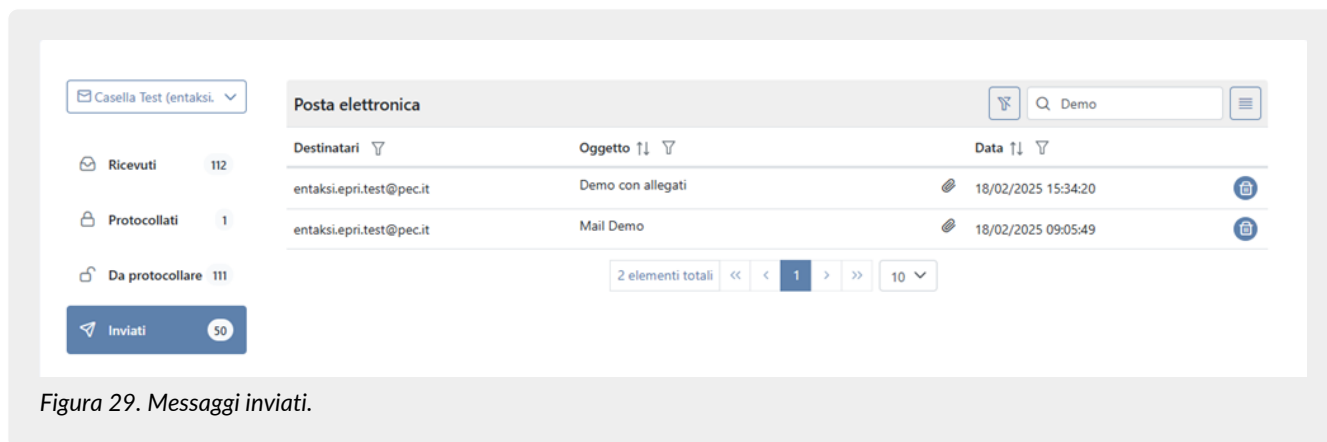 Casella Test (entaksi.
Posta elettronica
Demo
Destinatari Oggetto Data
Ricevuti 112
entaksi.epri.test@pec.it Demo con allegati 18/02/2025 15:34:20
Protocollati 1
entaksi.epri.test@pec.it Mail Demo 18/02/2025 09:05:49
Da protocollare 111
2 elementi totali << < 1 > >> 10
Inviati 50
Figura 29. Messaggi inviati.